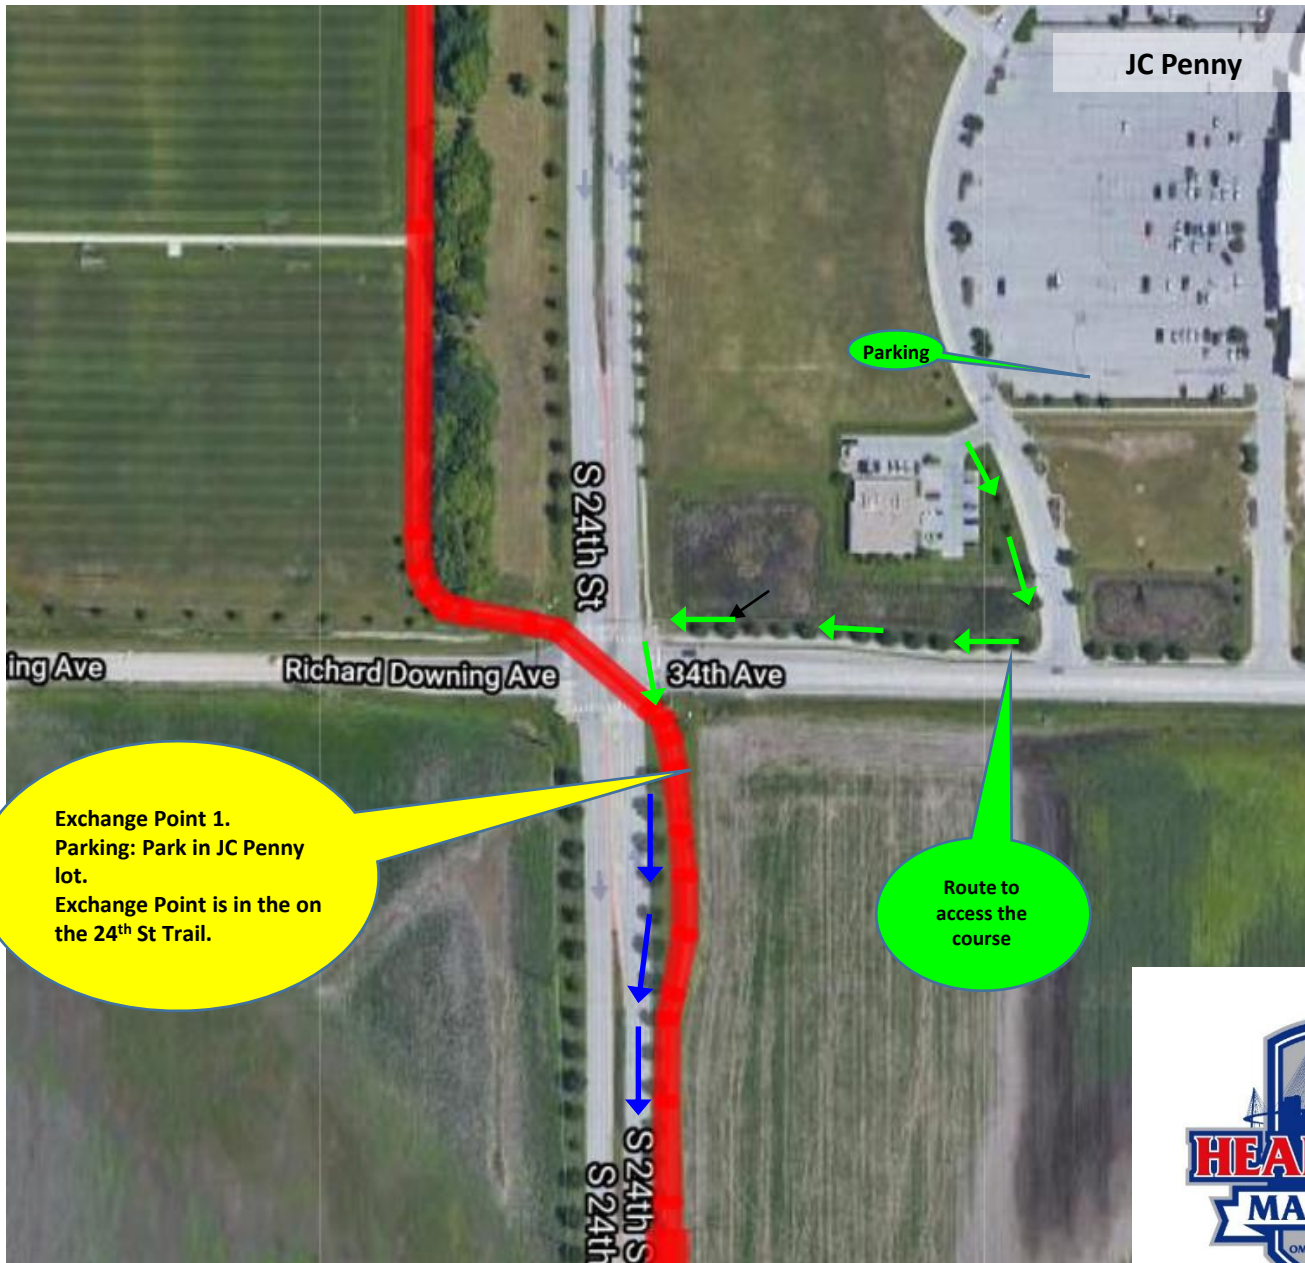 JC Penny
Parking
S 24th St
ing Ave
Richard Downing Ave
34th Ave
Exchange Point 1.
Parking: Park in JC Penny
lot.
Exchange Point is in the on
the 24th St Trail.
Route to
access the
course
S 24th S
S 24th
HEA
MA
OM